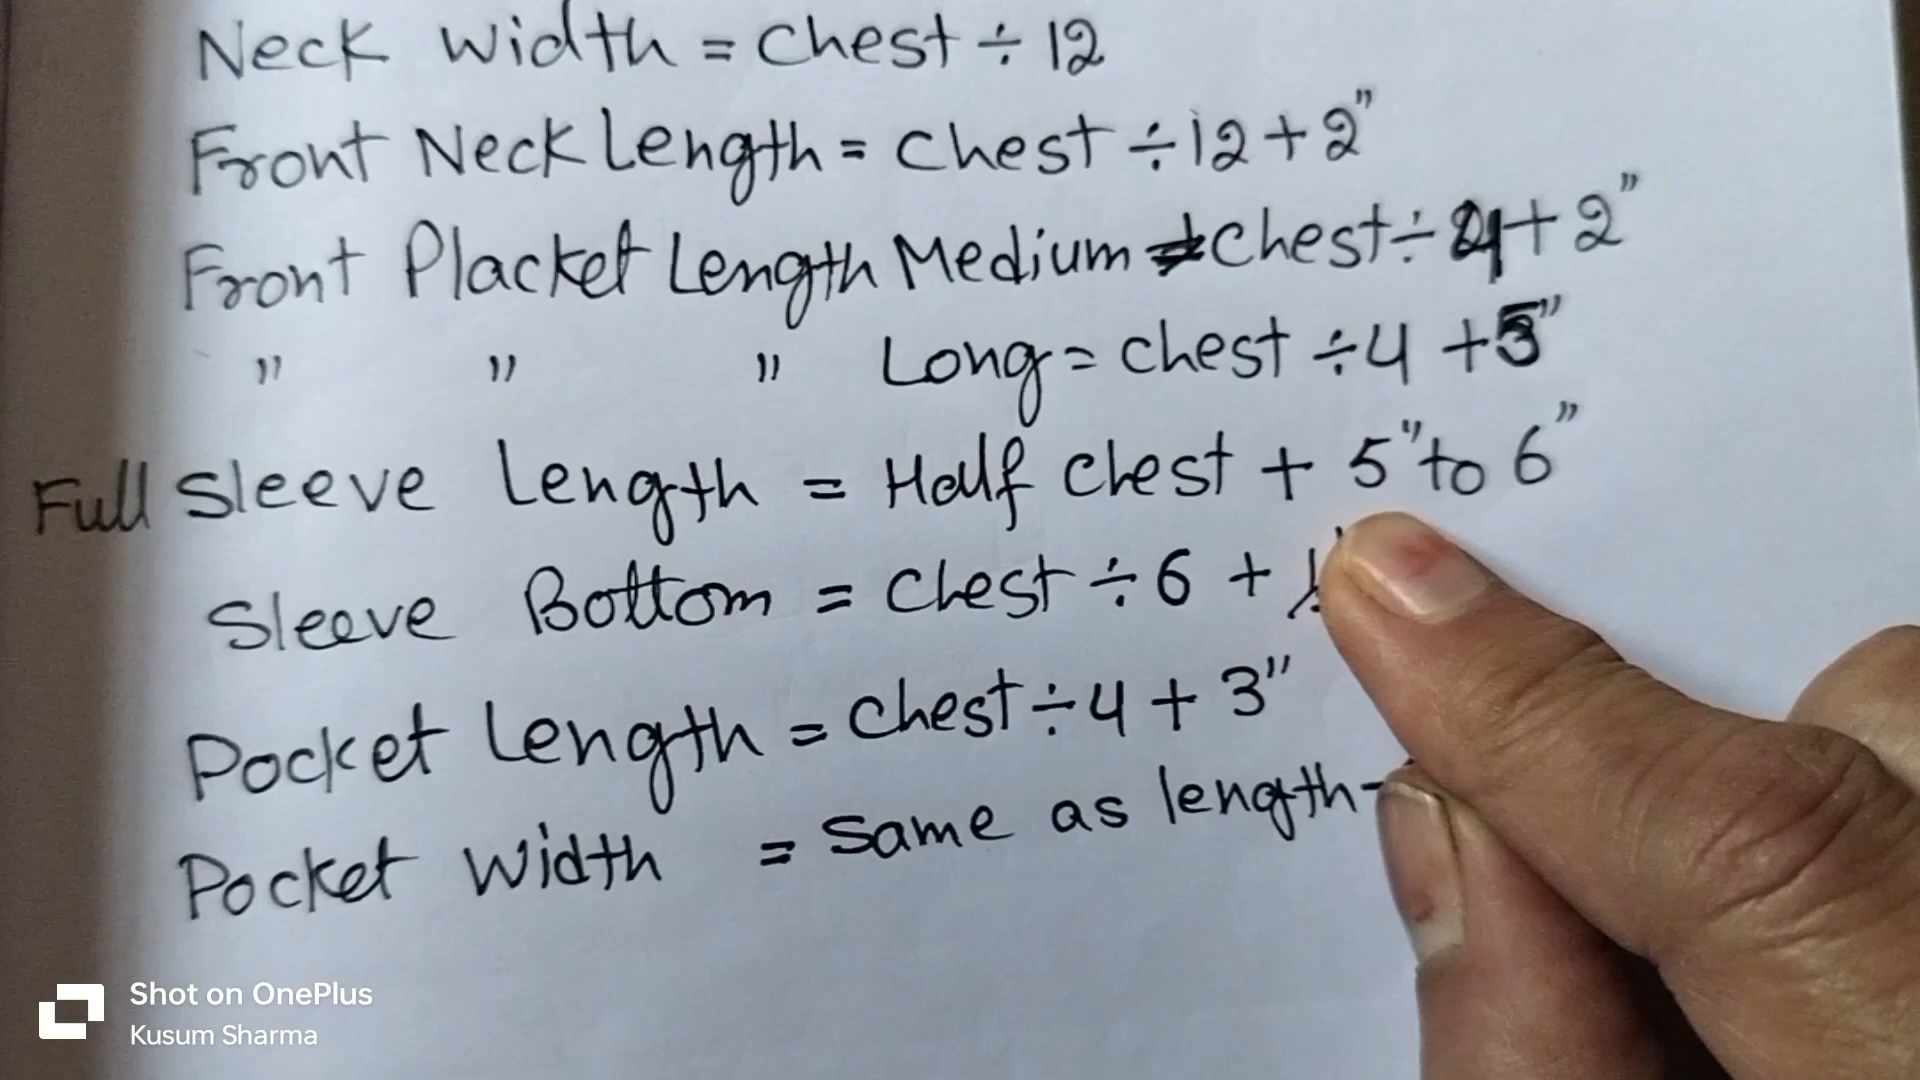 Neck Width = Chest ÷ 12
Front Neck Length = Chest ÷ 12 + 2"
Front Placket Length Medium = Chest ÷ 4 + 2"
" " " Long = Chest ÷ 4 + 5"
Full Sleeve Length = Half Chest + 5" to 6"
Sleeve Bottom = Chest ÷ 6 +
Pocket Length = Chest ÷ 4 + 3"
Pocket Width = Same as length -
Shot on OnePlus
Kusum Sharma